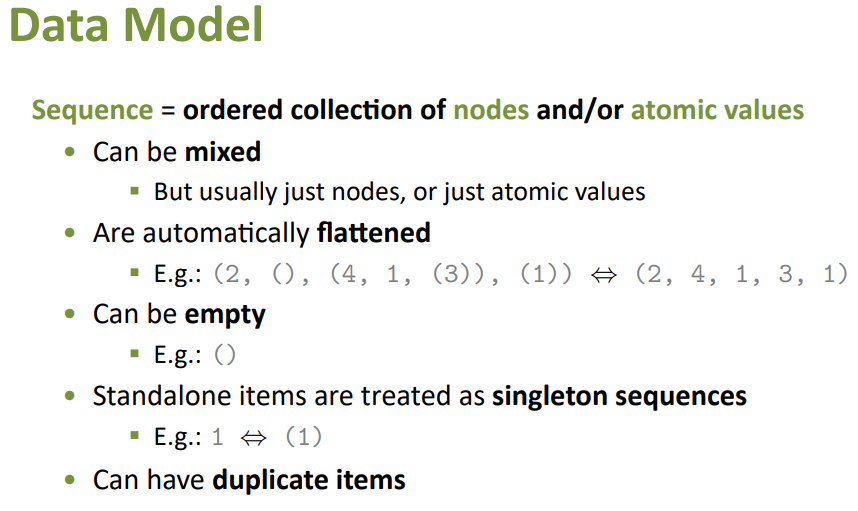 Data Model
Sequence = ordered collection of nodes and/or atomic values
• Can be mixed
▪ But usually just nodes, or just atomic values
• Are automatically flattened
▪ E.g.: (2, (), (4, 1, (3)), (1)) ⇔ (2, 4, 1, 3, 1)
• Can be empty
▪ E.g.: ()
• Standalone items are treated as singleton sequences
▪ E.g.: 1 ⇔ (1)
• Can have duplicate items